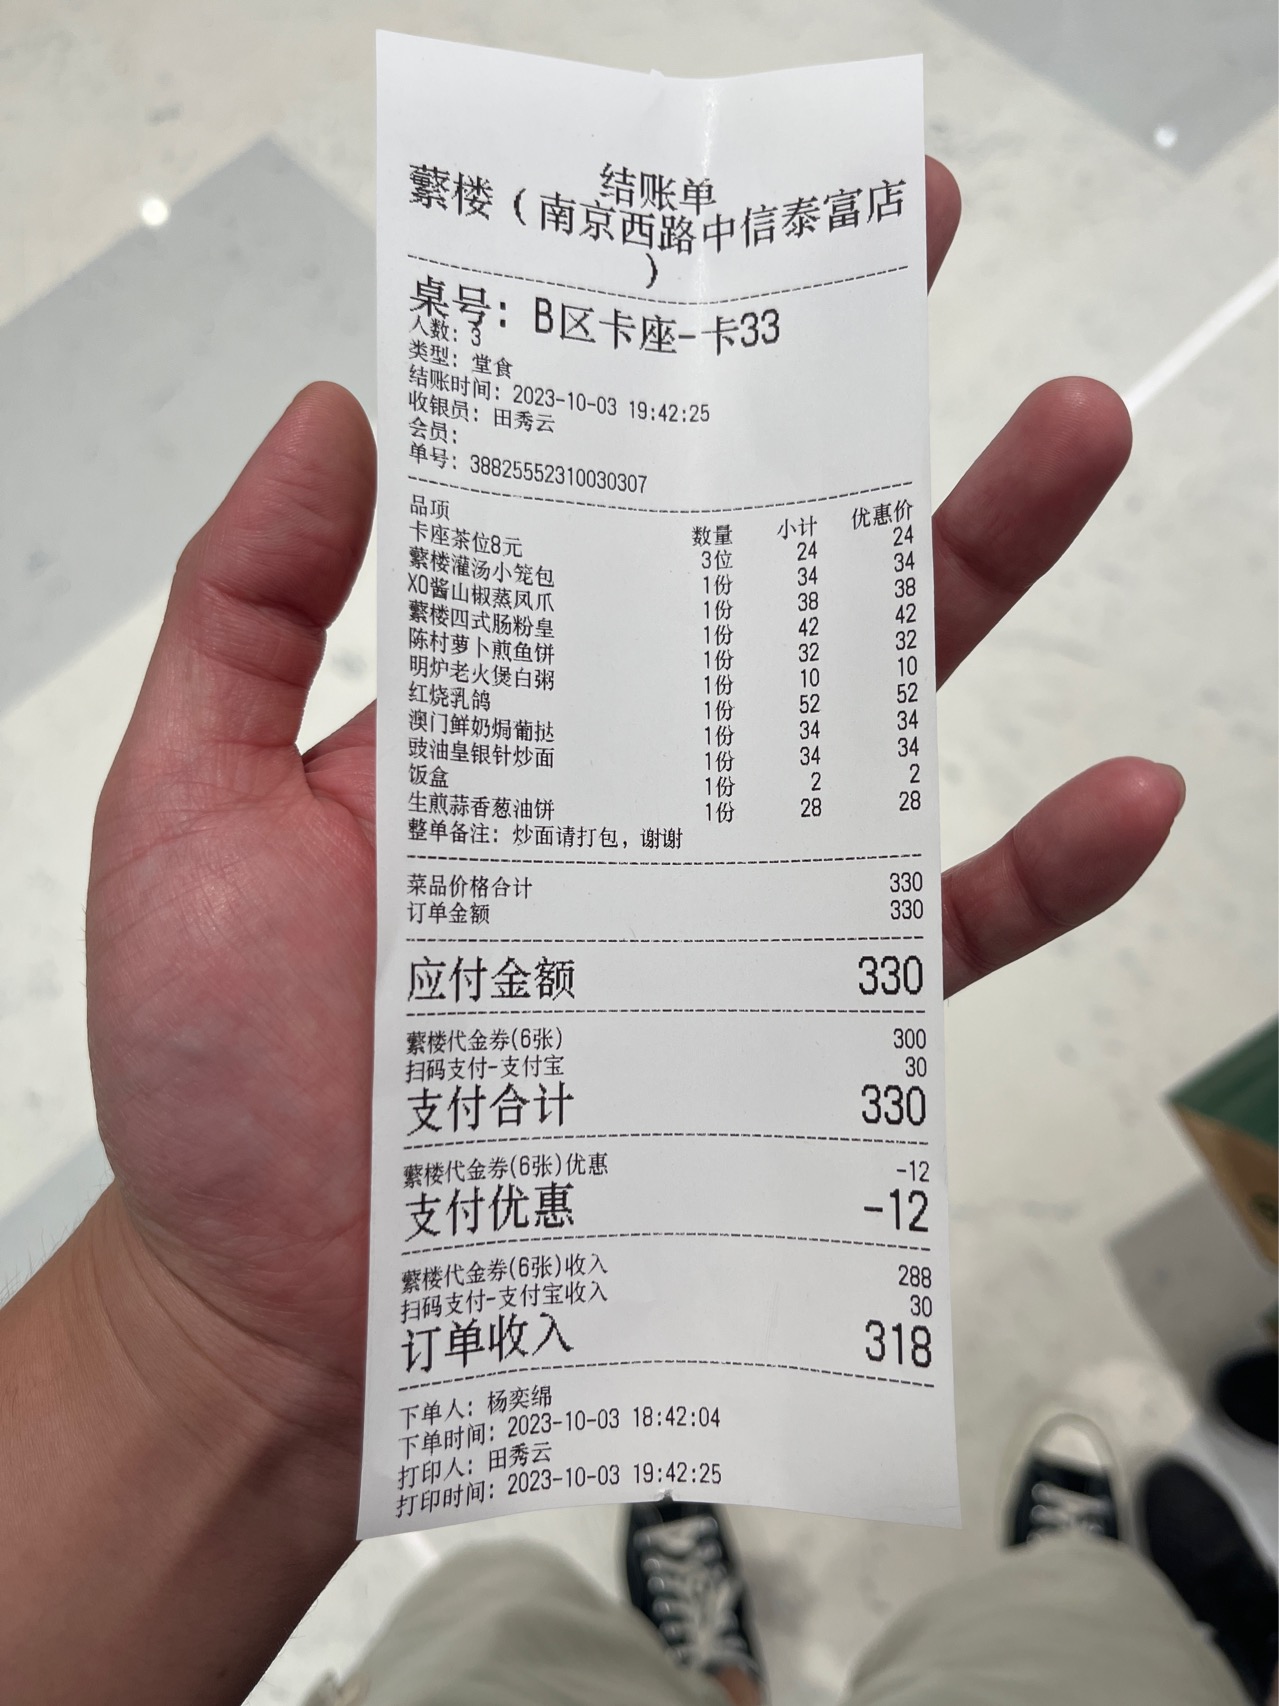 结账单
蘩楼（南京西路中信泰富店
）
桌号：B区卡座-卡33
人数：3
类型：堂食
结账时间：2023-10-03 19:42:25
收银员：田秀云
会员：
单号：38825552310030307
品项 数量 小计 优惠价
卡座茶位8元 3位 24 24
蘩楼灌汤小笼包 1份 34 34
XO酱山椒蒸凤爪 1份 38 38
蘩楼四式肠粉皇 1份 42 42
陈村萝卜煎鱼饼 1份 32 32
明炉老火煲白粥 1份 10 10
红烧乳鸽 1份 52 52
澳门鲜奶焗葡挞 1份 34 34
豉油皇银针炒面 1份 34 34
饭盒 1份 2 2
生煎蒜香葱油饼 1份 28 28
整单备注：炒面请打包，谢谢
菜品价格合计 330
订单金额 330
应付金额 330
蘩楼代金券(6张) 300
扫码支付-支付宝 30
支付合计 330
蘩楼代金券(6张)优惠 -12
支付优惠 -12
蘩楼代金券(6张)收入 288
扫码支付-支付宝收入 30
订单收入 318
下单人：杨奕绵
下单时间：2023-10-03 18:42:04
打印人：田秀云
打印时间：2023-10-03 19:42:25